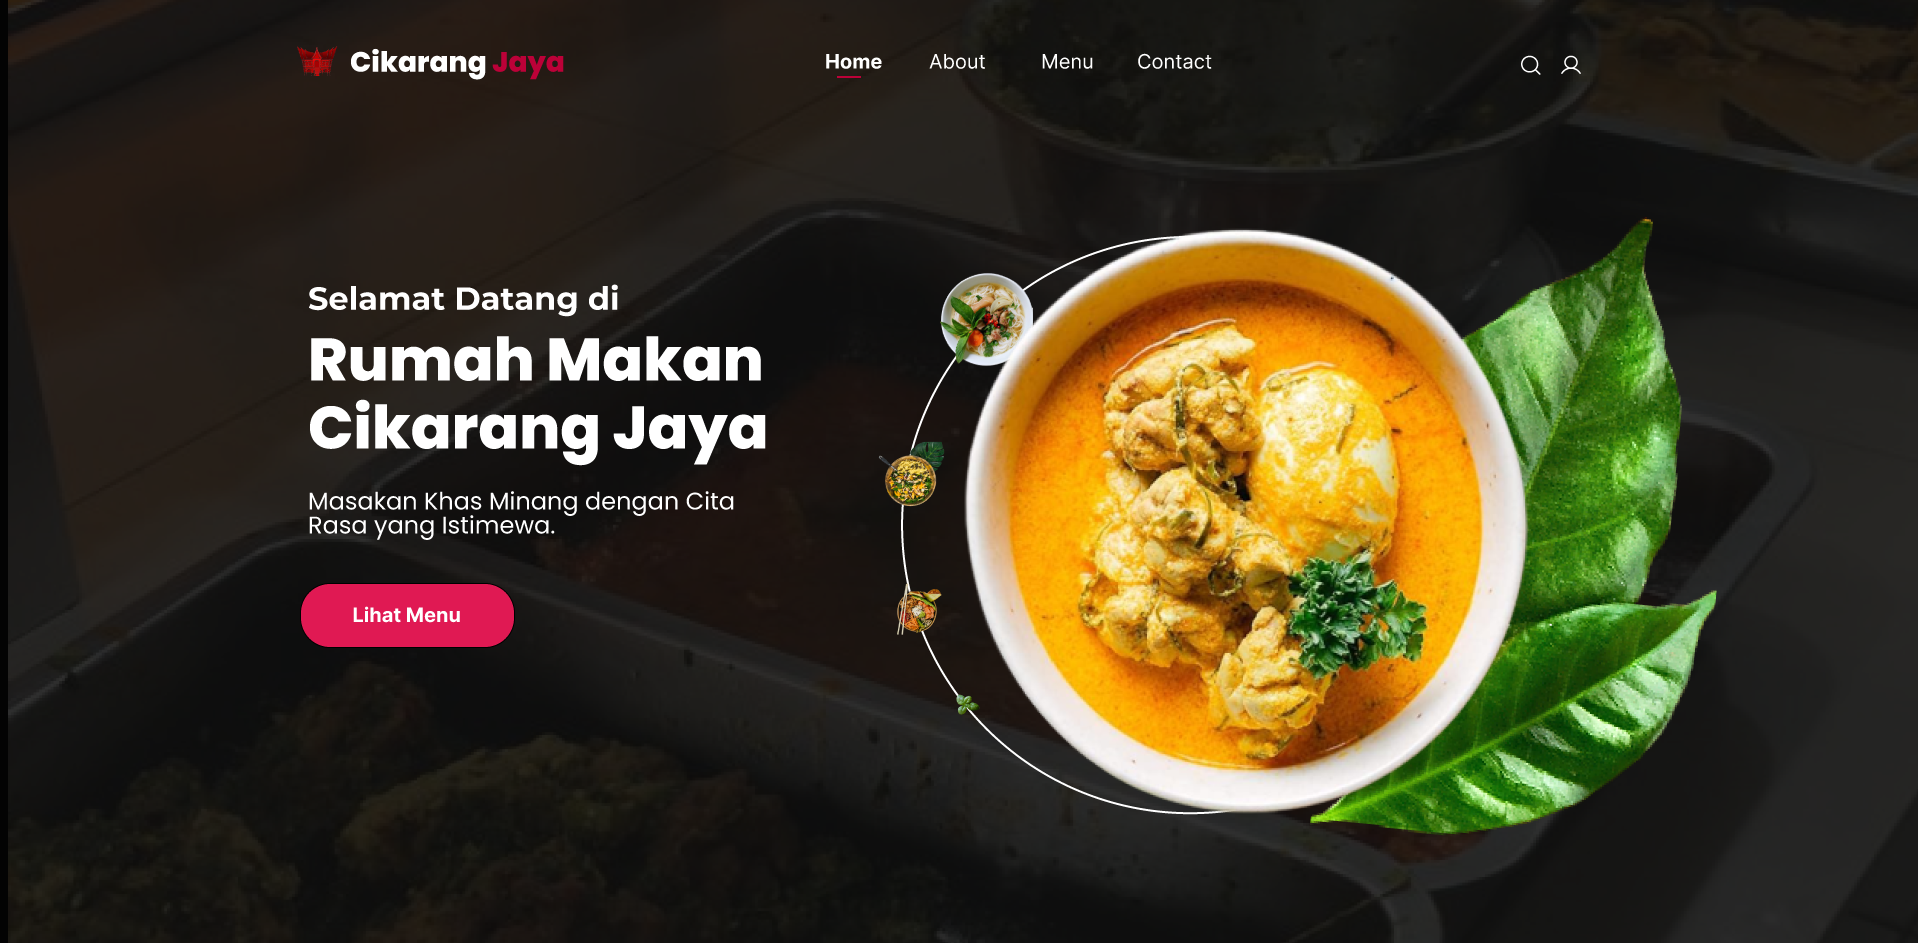 Cikarang Jaya
Home About Menu Contact
Selamat Datang di
Rumah Makan
Cikarang Jaya
Masakan Khas Minang dengan Cita
Rasa yang Istimewa.
Lihat Menu